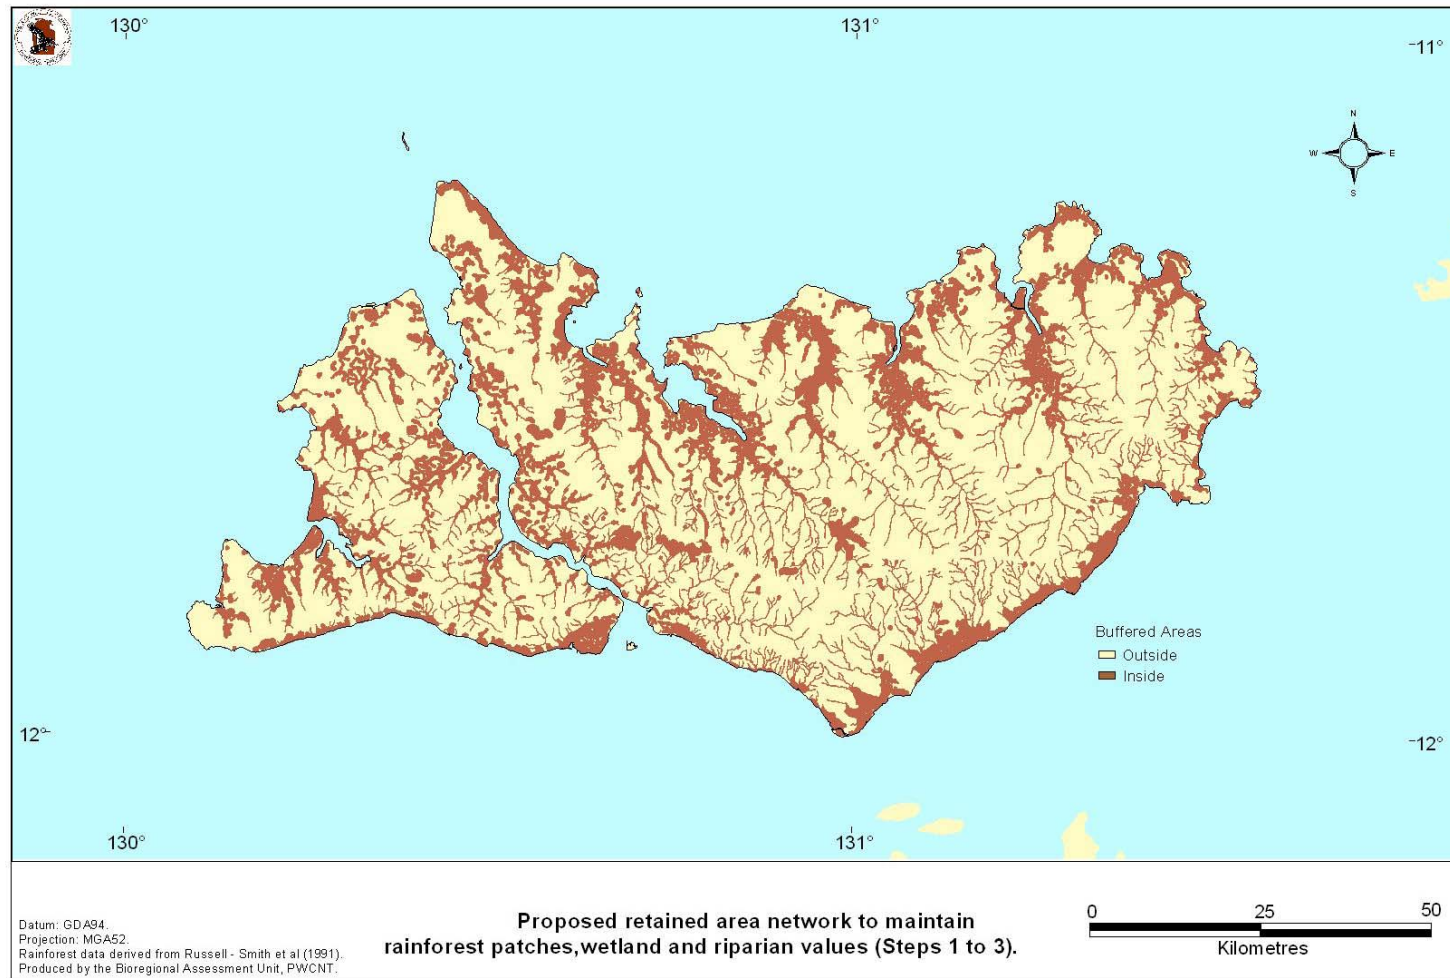 130°
131°
11°
N
W
E
S
Buffered Areas
Outside
Inside
12°
12°
130°
131°
Datum: GDA94.
Projection: MGA52.
Rainforest data derived from Russell - Smith et al (1991).
Produced by the Bioregional Assessment Unit, PWCNT.
Proposed retained area network to maintain
rainforest patches,wetland and riparian values (Steps 1 to 3).
0 25 50
Kilometres